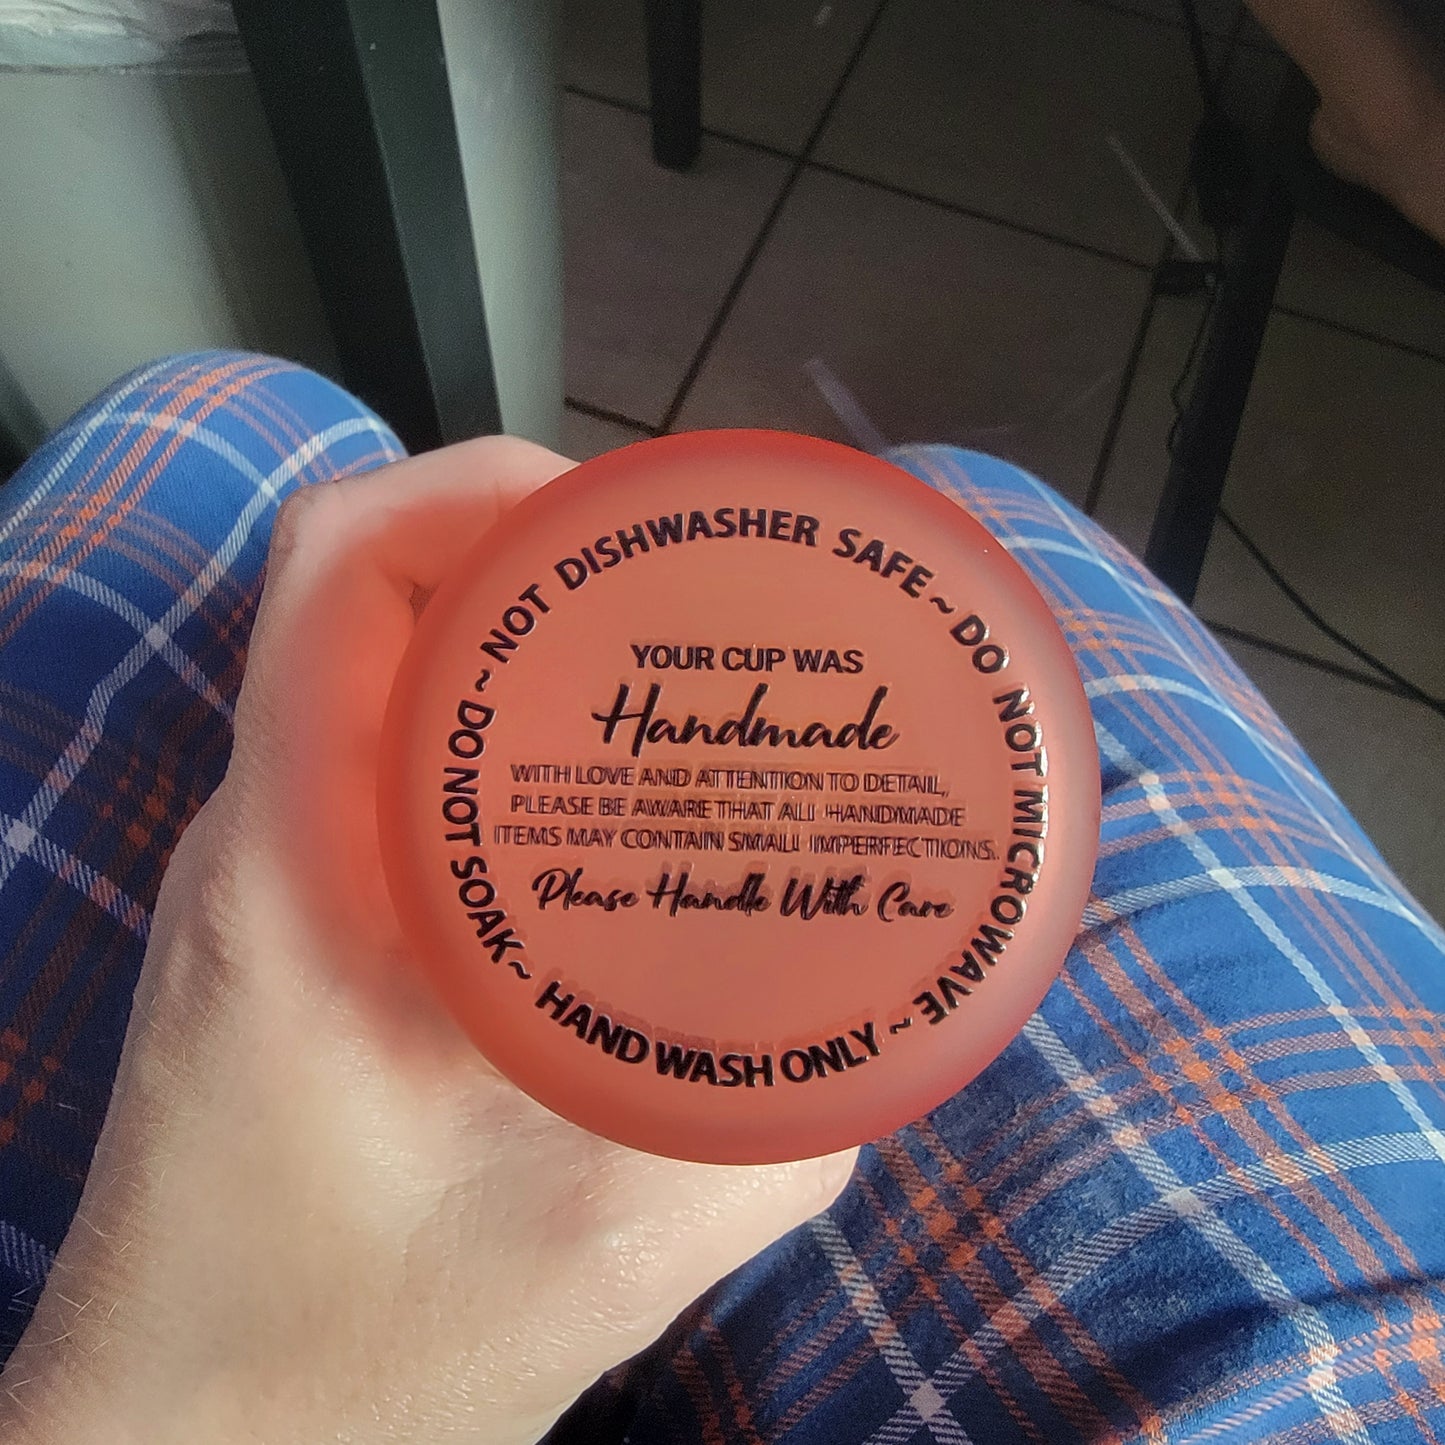 ~ NOT DISHWASHER SAFE ~ DO NOT MICROWAVE ~ HAND WASH ONLY ~ DO NOT SOAK
YOUR CUP WAS
Handmade
WITH LOVE AND ATTENTION TO DETAIL,
PLEASE BE AWARE THAT ALL HANDMADE
ITEMS MAY CONTAIN SMALL IMPERFECTIONS.
Please Handle With Care